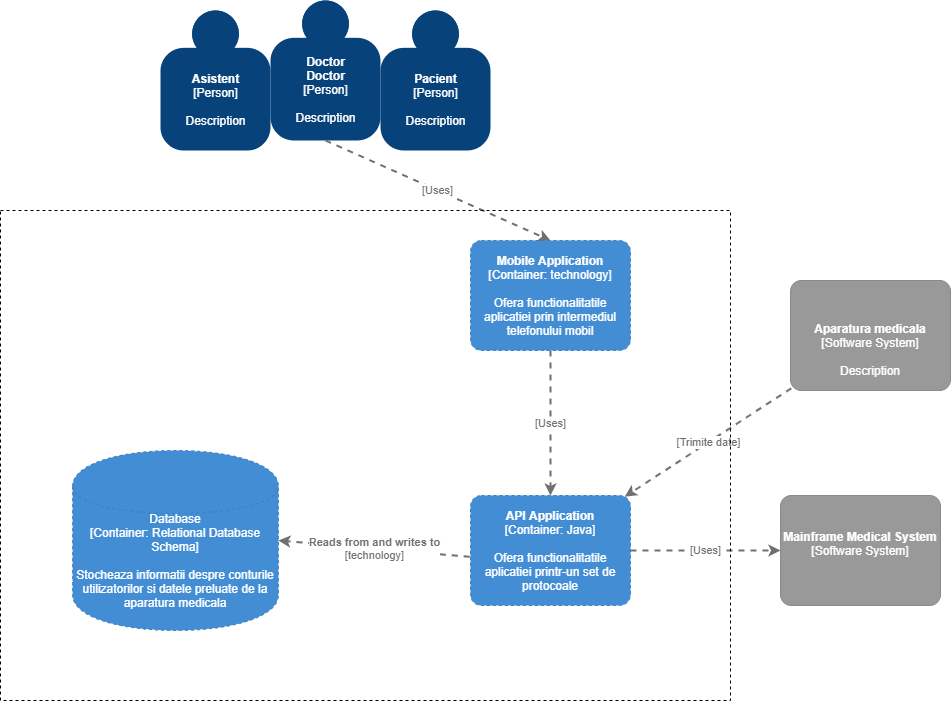 Asistent
[Person]
Description
Doctor
Doctor
[Person]
Description
Pacient
[Person]
Description
[Uses]
Mobile Application
[Container: technology]
Ofera functionalitatile
aplicatiei prin intermediul
telefonului mobil
Aparatura medicala
[Software System]
Description
[Uses]
[Trimite date]
Database
[Container: Relational Database
Schema]
Stocheaza informatii despre conturile
utilizatorilor si datele preluate de la
aparatura medicala
Reads from and writes to
[technology]
API Application
[Container: Java]
Ofera functionalitatile
aplicatiei printr-un set de
protocoale
[Uses]
Mainframe Medical System
[Software System]